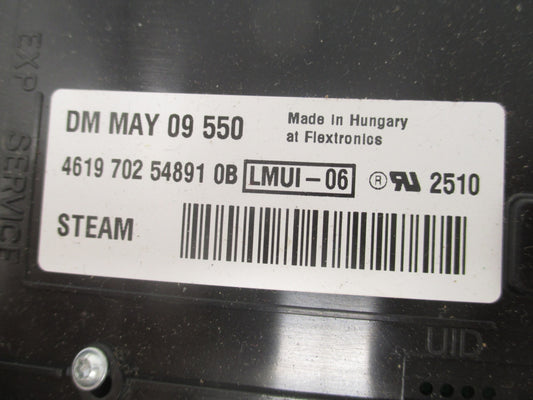 EXP SERVICE
DM MAY 09 550
Made in Hungary
at Flextronics
4619 702 54891 0B LMUI-06 ® RU 2510
STEAM
UID